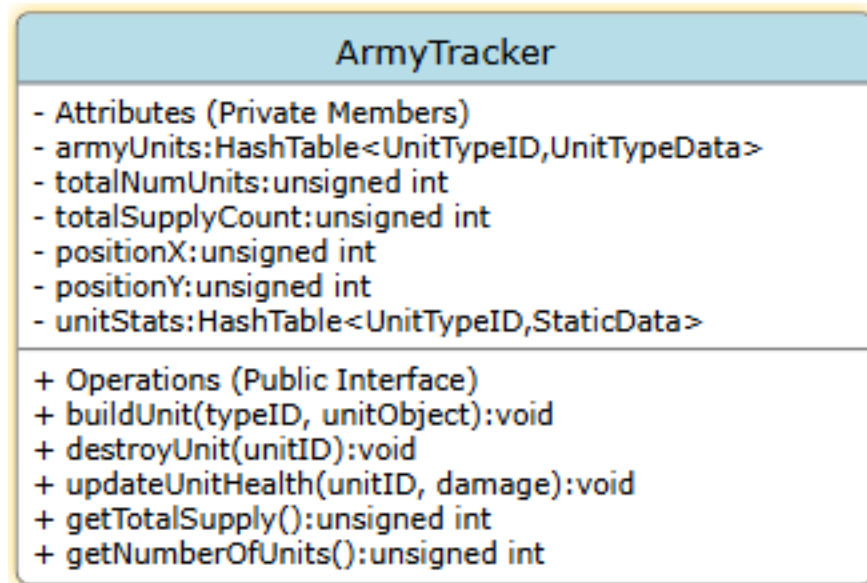 ArmyTracker
- Attributes (Private Members)
- armyUnits:HashTable<UnitTypeID,UnitTypeData>
- totalNumUnits:unsigned int
- totalSupplyCount:unsigned int
- positionX:unsigned int
- positionY:unsigned int
- unitStats:HashTable<UnitTypeID,StaticData>
+ Operations (Public Interface)
+ buildUnit(typeID, unitObject):void
+ destroyUnit(unitID):void
+ updateUnitHealth(unitID, damage):void
+ getTotalSupply():unsigned int
+ getNumberOfUnits():unsigned int